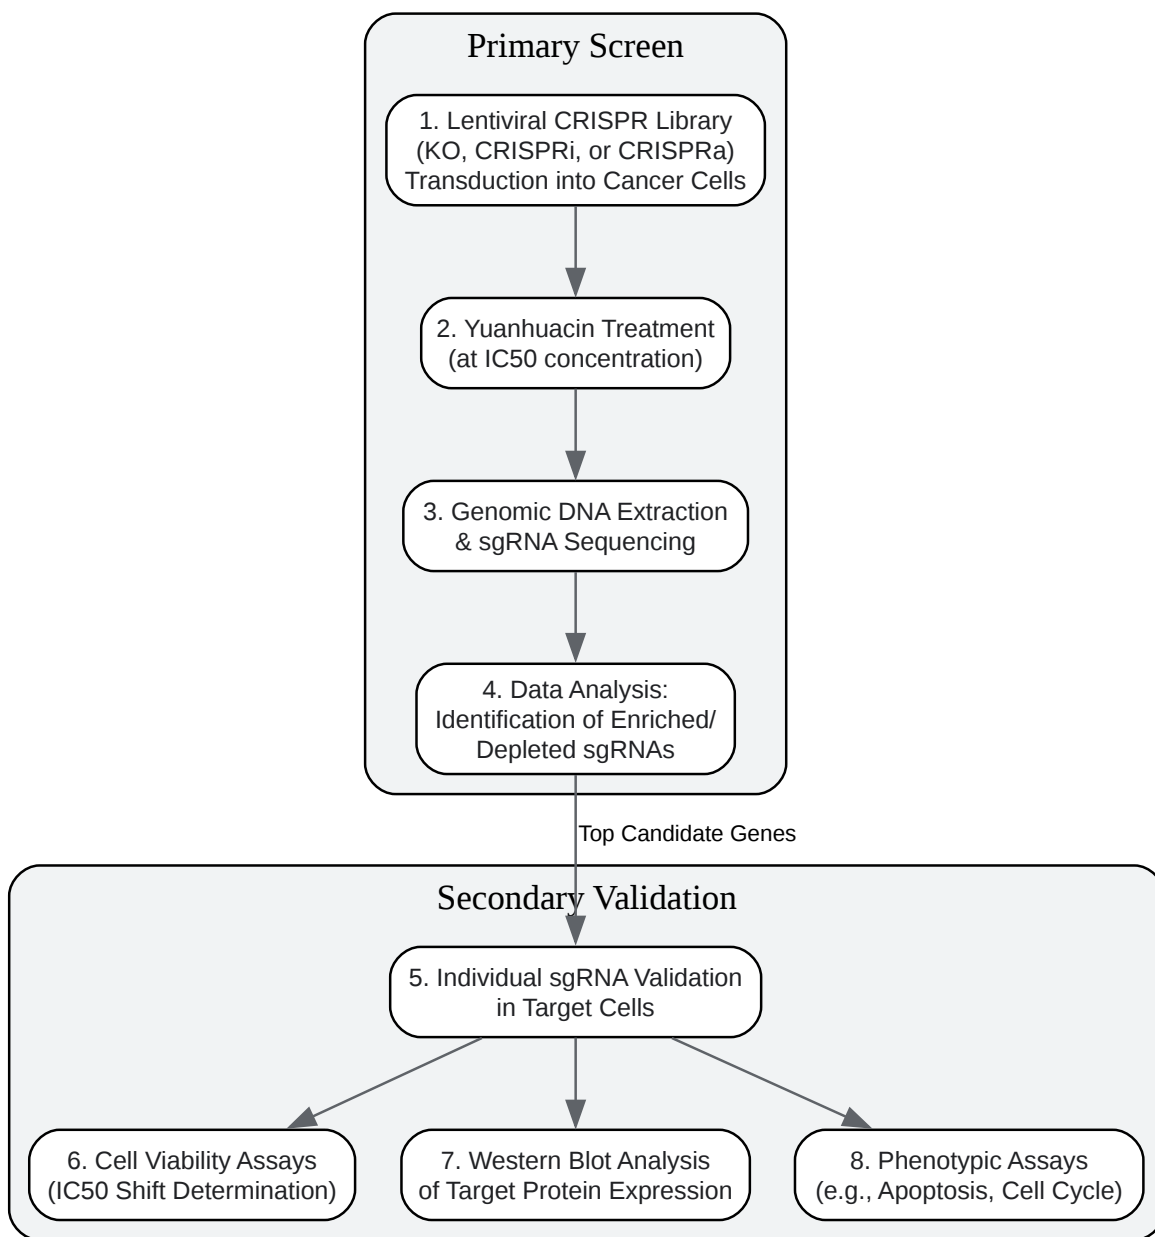 Primary Screen
1. Lentiviral CRISPR Library
(KO, CRISPRi, or CRISPRa)
Transduction into Cancer Cells
2. Yuanhuacin Treatment
(at IC50 concentration)
3. Genomic DNA Extraction
& sgRNA Sequencing
4. Data Analysis:
Identification of Enriched/
Depleted sgRNAs
Top Candidate Genes
Secondary Validation
5. Individual sgRNA Validation
in Target Cells
6. Cell Viability Assays
(IC50 Shift Determination)
7. Western Blot Analysis
of Target Protein Expression
8. Phenotypic Assays
(e.g., Apoptosis, Cell Cycle)